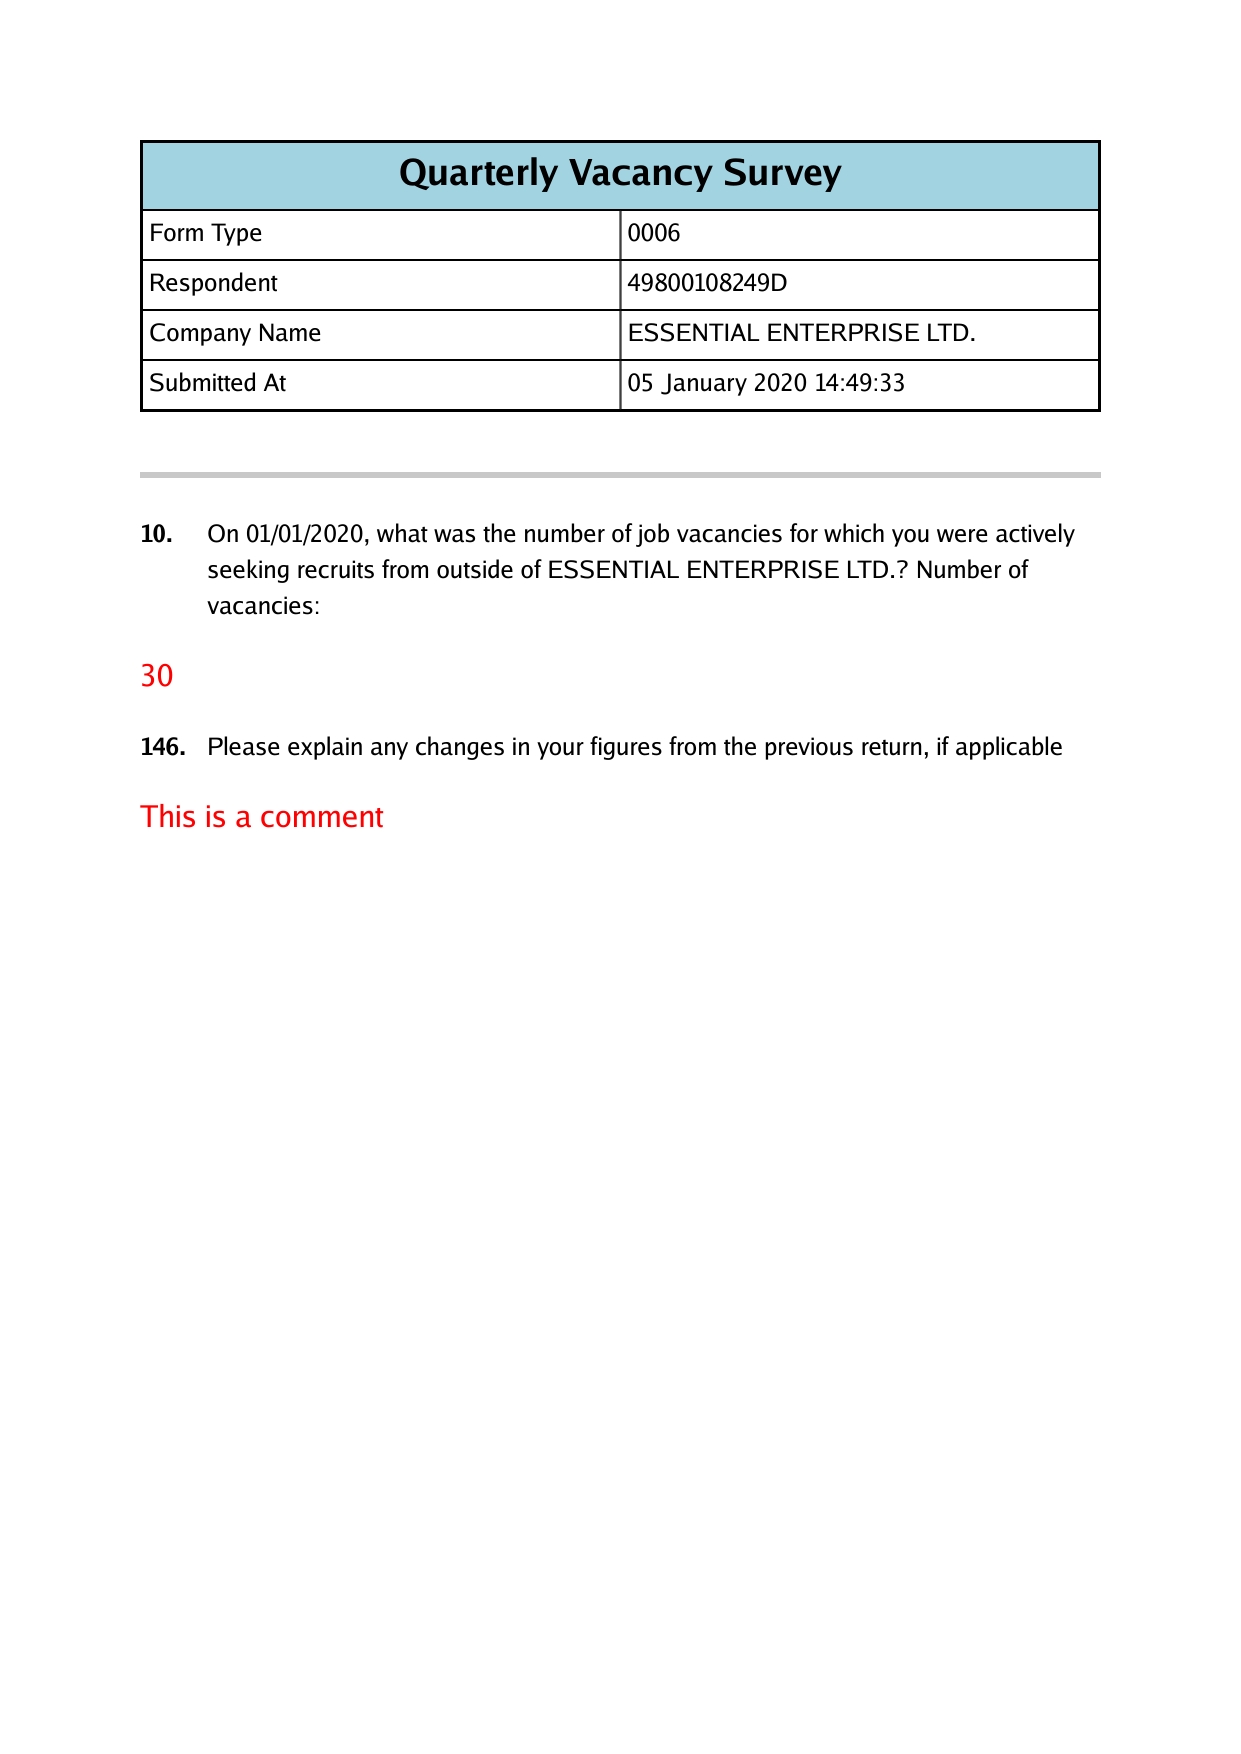 Quarterly Vacancy Survey
Form Type 0006
Respondent 49800108249D
Company Name ESSENTIAL ENTERPRISE LTD.
Submitted At 05 January 2020 14:49:33
10. On 01/01/2020, what was the number of job vacancies for which you were actively
seeking recruits from outside of ESSENTIAL ENTERPRISE LTD.? Number of
vacancies:
30
146. Please explain any changes in your figures from the previous return, if applicable
This is a comment